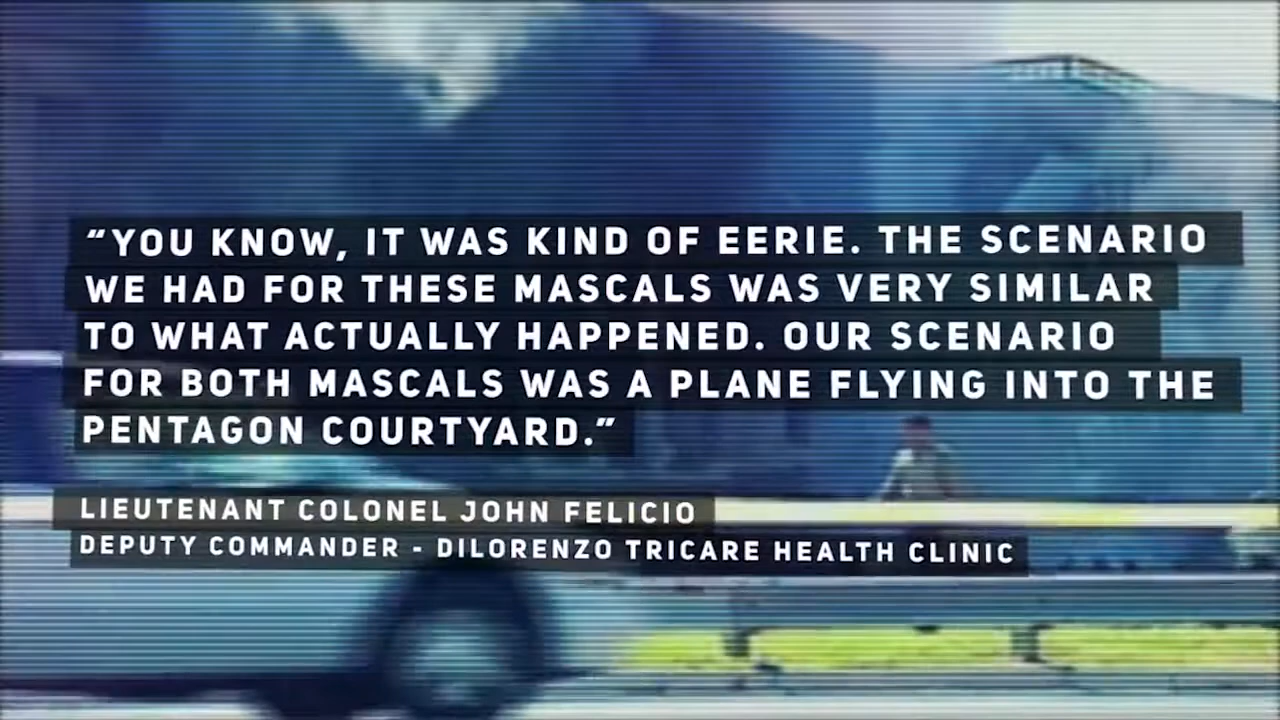 “YOU KNOW, IT WAS KIND OF EERIE. THE SCENARIO
WE HAD FOR THESE MASCALS WAS VERY SIMILAR
TO WHAT ACTUALLY HAPPENED. OUR SCENARIO
FOR BOTH MASCALS WAS A PLANE FLYING INTO THE
PENTAGON COURTYARD.”
LIEUTENANT COLONEL JOHN FELICIO
DEPUTY COMMANDER - DILORENZO TRICARE HEALTH CLINIC